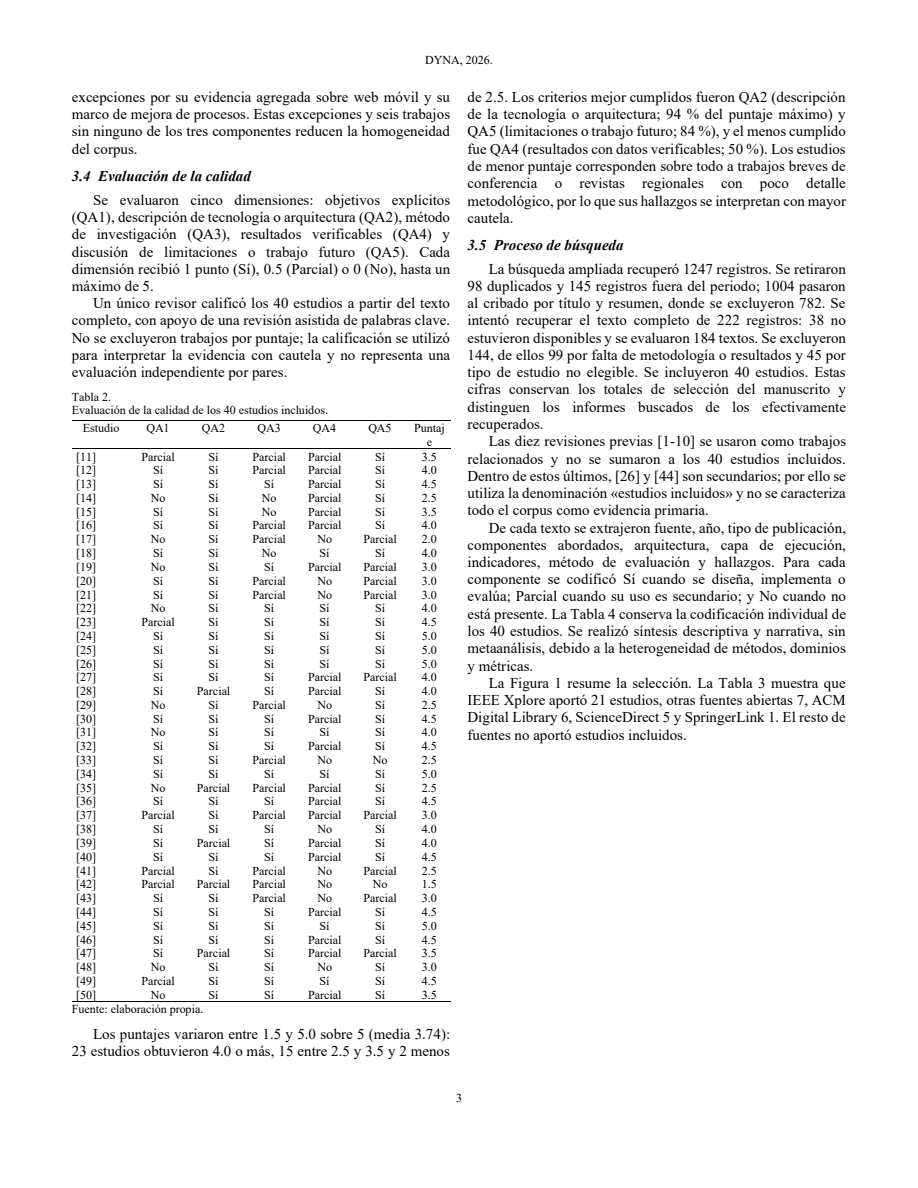 DYNA, 2026.
excepciones por su evidencia agregada sobre web móvil y su
marco de mejora de procesos. Estas excepciones y seis trabajos
sin ninguno de los tres componentes reducen la homogeneidad
del corpus.
3.4 Evaluación de la calidad
Se evaluaron cinco dimensiones: objetivos explícitos
(QA1), descripción de tecnología o arquitectura (QA2), método
de investigación (QA3), resultados verificables (QA4) y
discusión de limitaciones o trabajo futuro (QA5). Cada
dimensión recibió 1 punto (Sí), 0.5 (Parcial) o 0 (No), hasta un
máximo de 5.
Un único revisor calificó los 40 estudios a partir del texto
completo, con apoyo de una revisión asistida de palabras clave.
No se excluyeron trabajos por puntaje; la calificación se utilizó
para interpretar la evidencia con cautela y no representa una
evaluación independiente por pares.
Tabla 2.
Evaluación de la calidad de los 40 estudios incluidos.
Estudio QA1 QA2 QA3 QA4 QA5 Puntaj
e
[11] Parcial Sí Parcial Parcial Sí 3.5
[12] Sí Sí Parcial Parcial Sí 4.0
[13] Sí Sí Sí Parcial Sí 4.5
[14] No Sí No Parcial Sí 2.5
[15] Sí Sí No Parcial Sí 3.5
[16] Sí Sí Parcial Parcial Sí 4.0
[17] No Sí Parcial No Parcial 2.0
[18] Sí Sí No Sí Sí 4.0
[19] No Sí Sí Parcial Parcial 3.0
[20] Sí Sí Parcial No Parcial 3.0
[21] Sí Sí Parcial No Parcial 3.0
[22] No Sí Sí Sí Sí 4.0
[23] Parcial Sí Sí Sí Sí 4.5
[24] Sí Sí Sí Sí Sí 5.0
[25] Sí Sí Sí Sí Sí 5.0
[26] Sí Sí Sí Sí Sí 5.0
[27] Sí Sí Sí Parcial Parcial 4.0
[28] Sí Parcial Sí Parcial Sí 4.0
[29] No Sí Parcial No Sí 2.5
[30] Sí Sí Sí Parcial Sí 4.5
[31] No Sí Sí Sí Sí 4.0
[32] Sí Sí Sí Parcial Sí 4.5
[33] Sí Sí Parcial No No 2.5
[34] Sí Sí Sí Sí Sí 5.0
[35] No Parcial Parcial Parcial Sí 2.5
[36] Sí Sí Sí Parcial Sí 4.5
[37] Parcial Sí Parcial Parcial Parcial 3.0
[38] Sí Sí Sí No Sí 4.0
[39] Sí Parcial Sí Parcial Sí 4.0
[40] Sí Sí Sí Parcial Sí 4.5
[41] Parcial Sí Parcial No Parcial 2.5
[42] Parcial Parcial Parcial No No 1.5
[43] Sí Sí Parcial No Parcial 3.0
[44] Sí Sí Sí Parcial Sí 4.5
[45] Sí Sí Sí Sí Sí 5.0
[46] Sí Sí Sí Parcial Sí 4.5
[47] Sí Parcial Sí Parcial Parcial 3.5
[48] No Sí Sí No Sí 3.0
[49] Parcial Sí Sí Sí Sí 4.5
[50] No Sí Sí Parcial Sí 3.5
Fuente: elaboración propia.
Los puntajes variaron entre 1.5 y 5.0 sobre 5 (media 3.74):
23 estudios obtuvieron 4.0 o más, 15 entre 2.5 y 3.5 y 2 menos
de 2.5. Los criterios mejor cumplidos fueron QA2 (descripción
de la tecnología o arquitectura; 94 % del puntaje máximo) y
QA5 (limitaciones o trabajo futuro; 84 %), y el menos cumplido
fue QA4 (resultados con datos verificables; 50 %). Los estudios
de menor puntaje corresponden sobre todo a trabajos breves de
conferencia o revistas regionales con poco detalle
metodológico, por lo que sus hallazgos se interpretan con mayor
cautela.
3.5 Proceso de búsqueda
La búsqueda ampliada recuperó 1247 registros. Se retiraron
98 duplicados y 145 registros fuera del periodo; 1004 pasaron
al cribado por título y resumen, donde se excluyeron 782. Se
intentó recuperar el texto completo de 222 registros: 38 no
estuvieron disponibles y se evaluaron 184 textos. Se excluyeron
144, de ellos 99 por falta de metodología o resultados y 45 por
tipo de estudio no elegible. Se incluyeron 40 estudios. Estas
cifras conservan los totales de selección del manuscrito y
distinguen los informes buscados de los efectivamente
recuperados.
Las diez revisiones previas [1-10] se usaron como trabajos
relacionados y no se sumaron a los 40 estudios incluidos.
Dentro de estos últimos, [26] y [44] son secundarios; por ello se
utiliza la denominación «estudios incluidos» y no se caracteriza
todo el corpus como evidencia primaria.
De cada texto se extrajeron fuente, año, tipo de publicación,
componentes abordados, arquitectura, capa de ejecución,
indicadores, método de evaluación y hallazgos. Para cada
componente se codificó Sí cuando se diseña, implementa o
evalúa; Parcial cuando su uso es secundario; y No cuando no
está presente. La Tabla 4 conserva la codificación individual de
los 40 estudios. Se realizó síntesis descriptiva y narrativa, sin
metaanálisis, debido a la heterogeneidad de métodos, dominios
y métricas.
La Figura 1 resume la selección. La Tabla 3 muestra que
IEEE Xplore aportó 21 estudios, otras fuentes abiertas 7, ACM
Digital Library 6, ScienceDirect 5 y SpringerLink 1. El resto de
fuentes no aportó estudios incluidos.
3